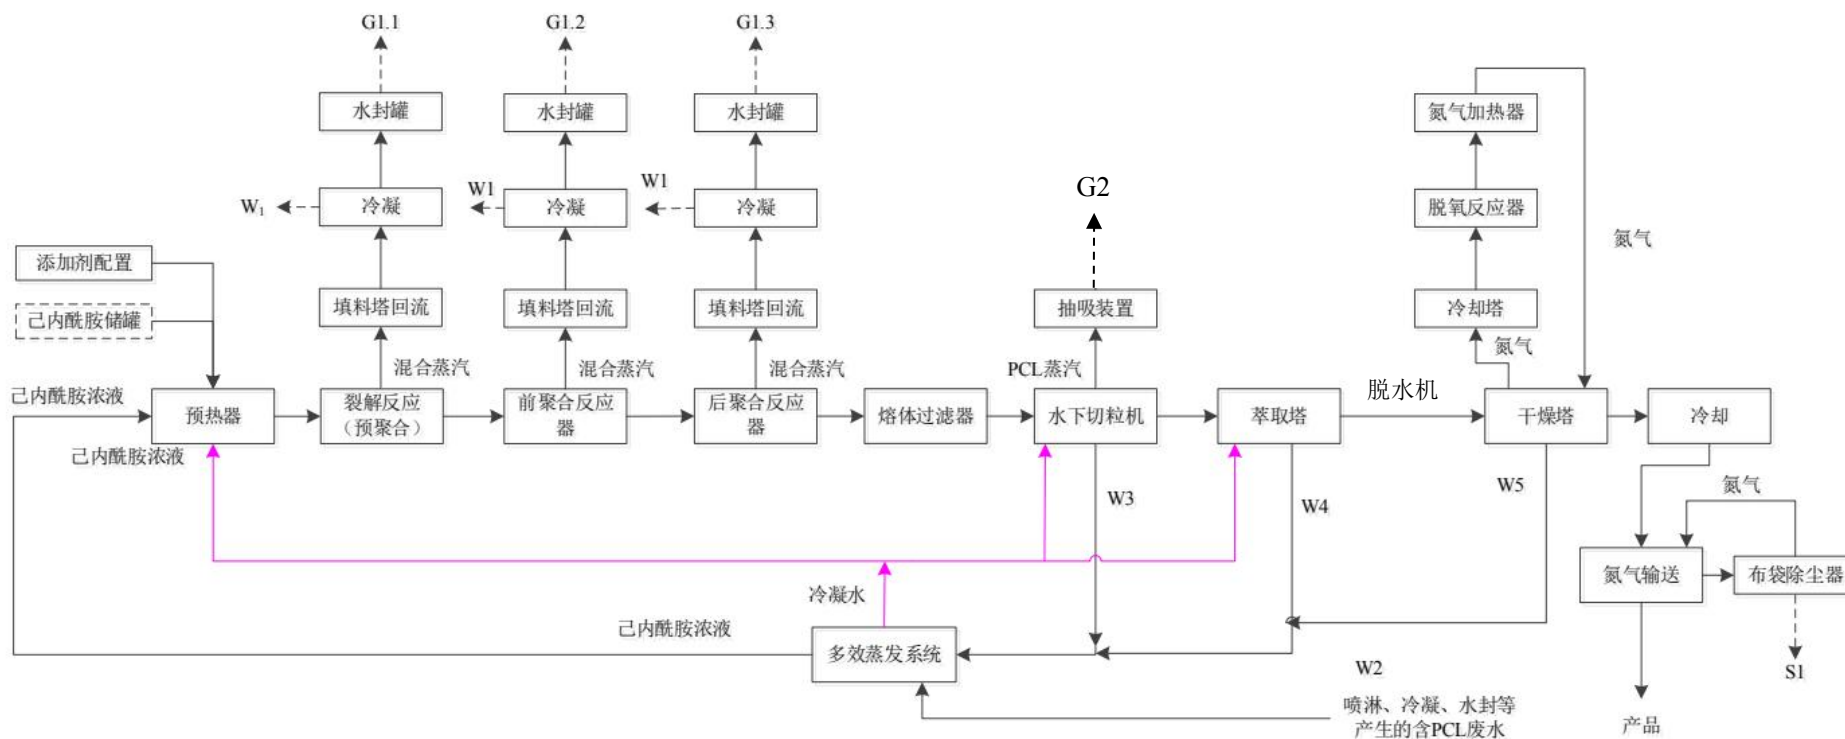 G1.1
G1.2
G1.3
水封罐
水封罐
水封罐
氮气加热器
W1
冷凝
W1
冷凝
W1
冷凝
G2
脱氧反应器
氮气
添加剂配置
己内酰胺储罐
填料塔回流
填料塔回流
填料塔回流
抽吸装置
冷却塔
氮气
混合蒸汽
混合蒸汽
混合蒸汽
PCL蒸汽
己内酰胺浓液
脱水机
预热器
裂解反应
（预聚合）
前聚合反应
器
后聚合反应
器
熔体过滤器
水下切粒机
萃取塔
干燥塔
冷却
己内酰胺浓液
W3
W4
W5
氮气
氮气输送
布袋除尘器
冷凝水
己内酰胺浓液
多效蒸发系统
W2
S1
喷淋、冷凝、水封等
产生的含PCL废水
产品